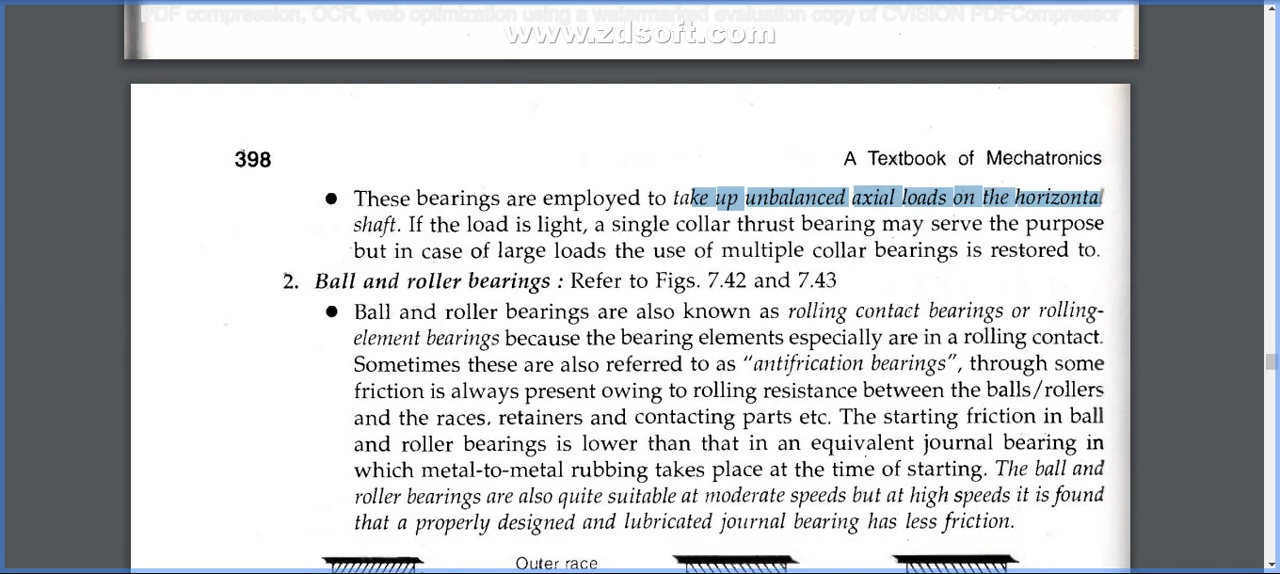 PDF compression, OCR, web optimization using a watermarked evaluation copy of CVISION PDFCompressor
www.zdsoft.com
398
A Textbook of Mechatronics
● These bearings are employed to take up unbalanced axial loads on the horizontal
shaft. If the load is light, a single collar thrust bearing may serve the purpose
but in case of large loads the use of multiple collar bearings is restored to.
2. Ball and roller bearings : Refer to Figs. 7.42 and 7.43
● Ball and roller bearings are also known as rolling contact bearings or rolling-
element bearings because the bearing elements especially are in a rolling contact.
Sometimes these are also referred to as "antifrication bearings", through some
friction is always present owing to rolling resistance between the balls/rollers
and the races, retainers and contacting parts etc. The starting friction in ball
and roller bearings is lower than that in an equivalent journal bearing in
which metal-to-metal rubbing takes place at the time of starting. The ball and
roller bearings are also quite suitable at moderate speeds but at high speeds it is found
that a properly designed and lubricated journal bearing has less friction.
Outer race